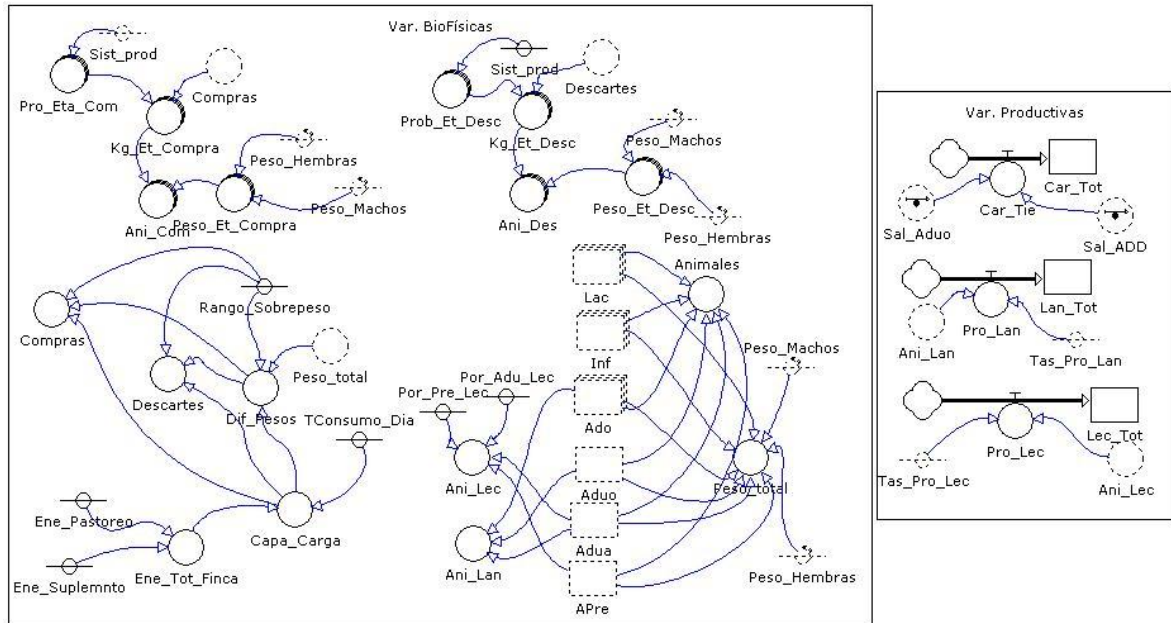 Var. BioFísicas
Sist_prod
Compras
Pro_Eta_Com
Kg_Et_Compra
Peso_Hembras
Peso_Machos
Ani_Com
Peso_Et_Compra
Sist_prod
Descartes
Prob_Et_Desc
Kg_Et_Desc
Peso_Machos
Ani_Des
Peso_Et_Desc
Peso_Hembras
Rango_Sobrepeso
Compras
Peso_total
Descartes
Dif_Pesos
TConsumo_Dia
Ene_Pastoreo
Capa_Carga
Ene_Suplemnto
Ene_Tot_Finca
Lac
Animales
Inf
Peso_Machos
Por_Adu_Lec
Por_Pre_Lec
Ado
Ani_Lec
Aduo
Peso_total
Adua
Ani_Lan
Peso_Hembras
APre
Var. Productivas
Car_Tot
Car_Tie
Sal_Aduo
Sal_ADD
Lan_Tot
Pro_Lan
Ani_Lan
Tas_Pro_Lan
Lec_Tot
Pro_Lec
Tas_Pro_Lec
Ani_Lec